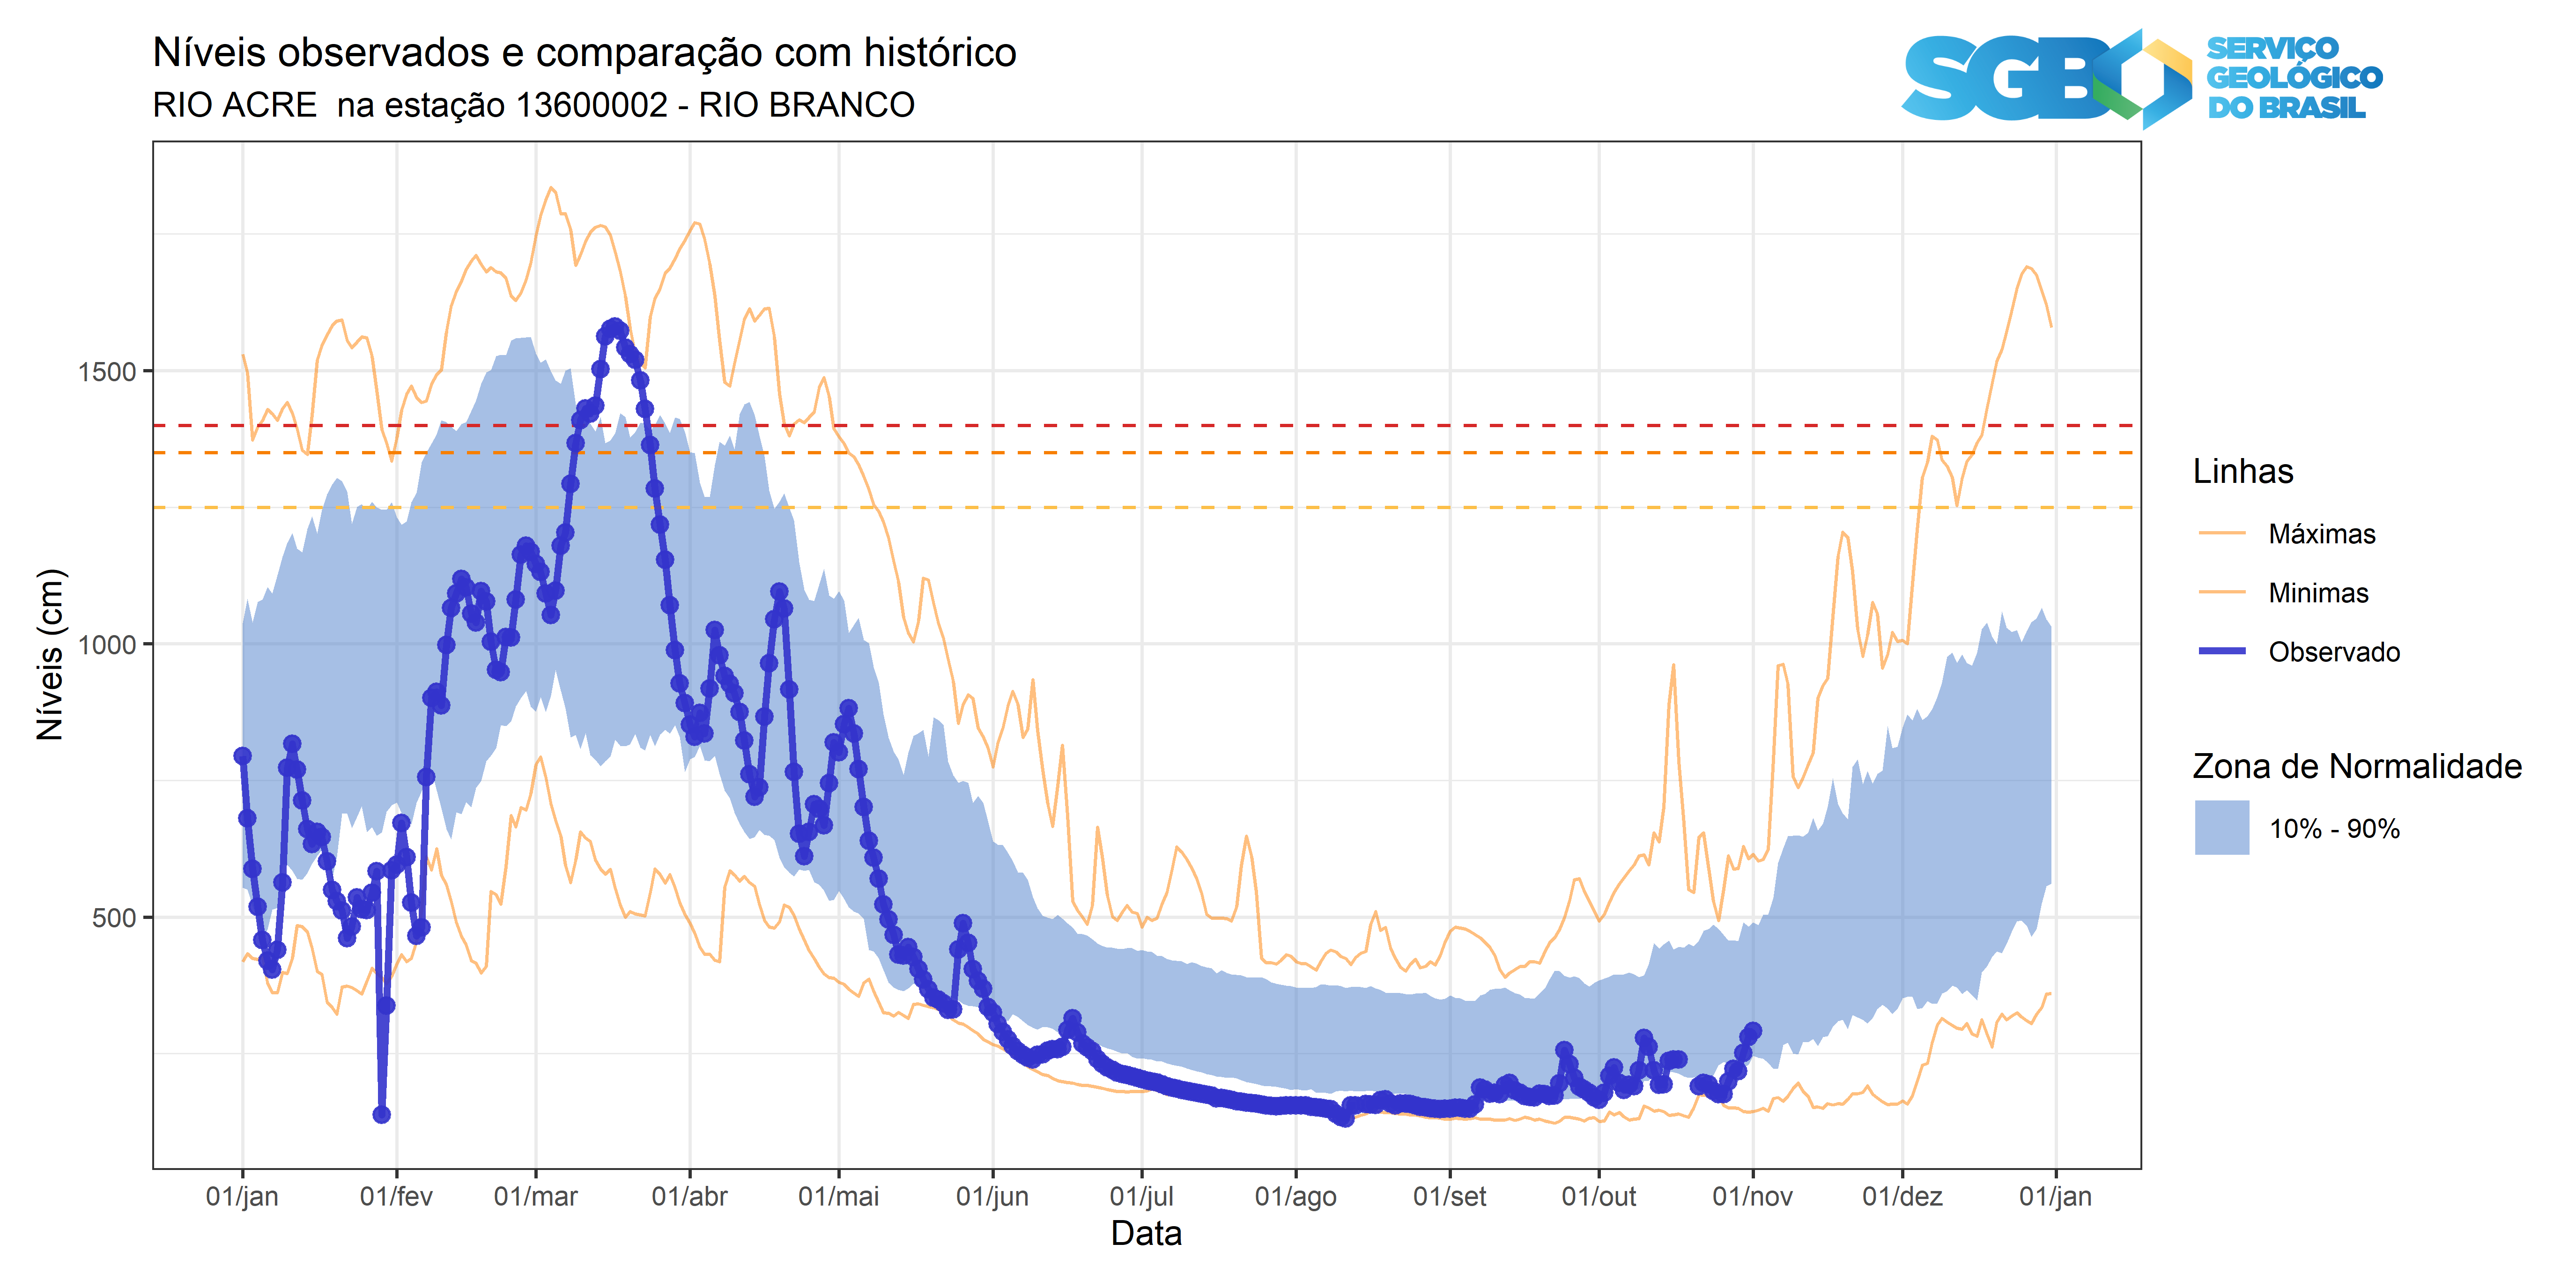 Níveis observados e comparação com histórico
RIO ACRE  na estação 13600002 - RIO BRANCO
SGB
SERVIÇO
GEOLÓGICO
DO BRASIL
Níveis (cm)
1500
1000
500
01/jan
01/fev
01/mar
01/abr
01/mai
01/jun
01/jul
01/ago
01/set
01/out
01/nov
01/dez
01/jan
Data
Linhas
Máximas
Minimas
Observado
Zona de Normalidade
10% - 90%